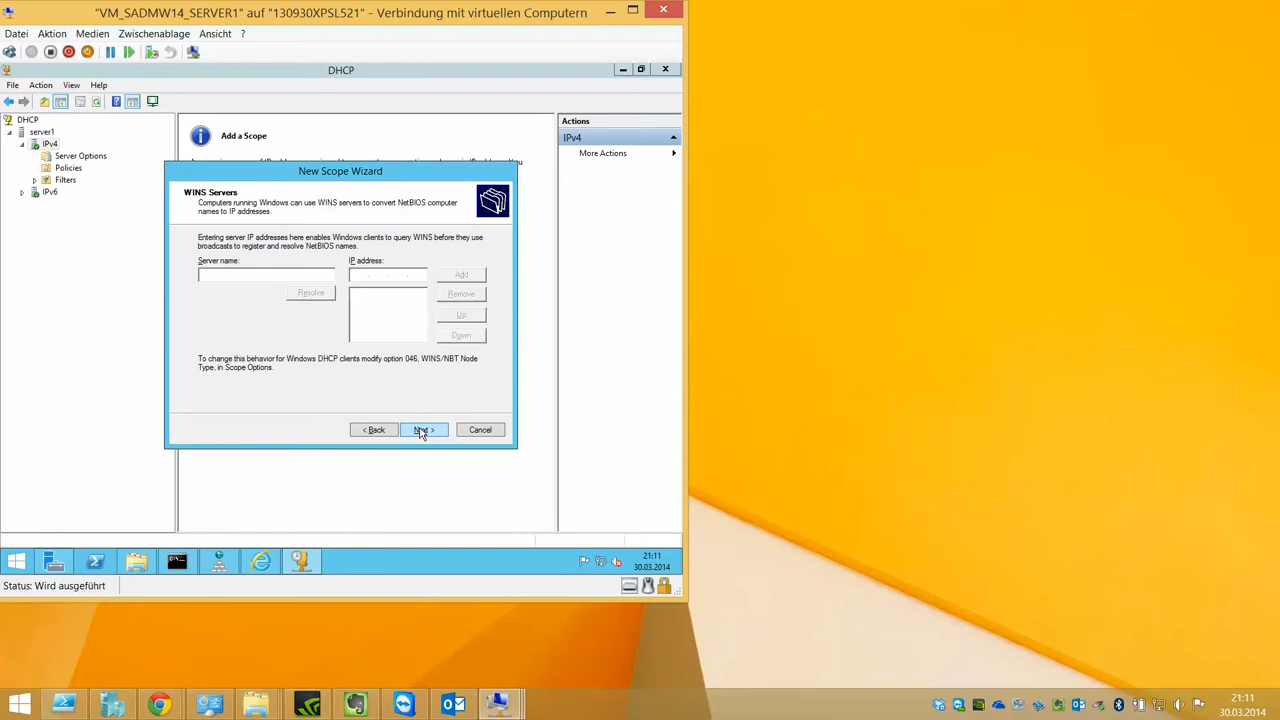 "VM_SADMW14_SERVER1" auf "130930XPSL521" - Verbindung mit virtuellen Computern
Datei Aktion Medien Zwischenablage Ansicht ?
DHCP
File Action View Help
DHCP
server1
IPv4
Server Options
Policies
Filters
IPv6
Add a Scope
Actions
IPv4
More Actions
New Scope Wizard
WINS Servers
Computers running Windows can use WINS servers to convert NetBIOS computer
names to IP addresses.
Entering server IP addresses here enables Windows clients to query WINS before they use
broadcasts to register and resolve NetBIOS names.
Server name:
IP address:
Add
Resolve
Remove
Up
Down
To change this behavior for Windows DHCP clients modify option 046, WINS/NBT Node
Type, in Scope Options.
< Back
Next >
Cancel
21:11
30.03.2014
Status: Wird ausgeführt
21:11
30.03.2014